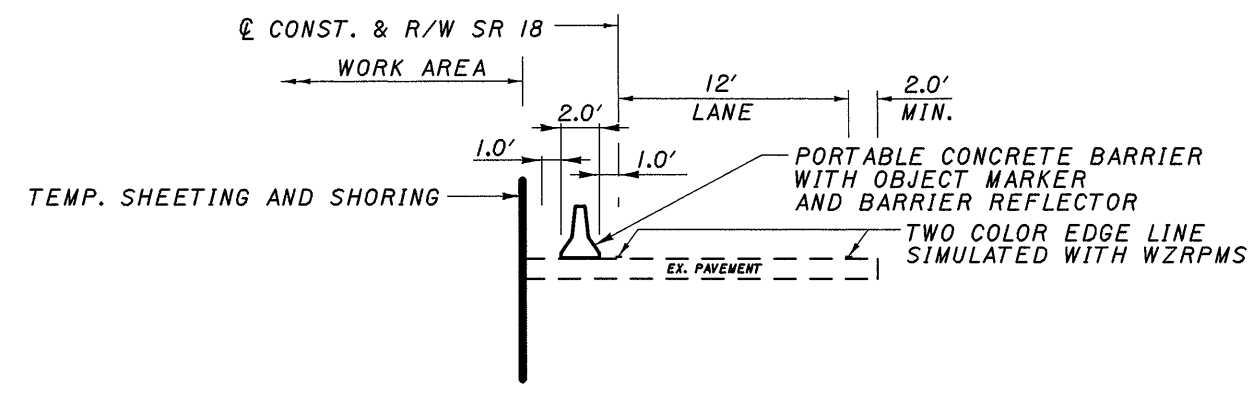 ℄ CONST. & R/W SR 18
WORK AREA
12'
LANE
2.0'
MIN.
2.0'
1.0'
1.0'
PORTABLE CONCRETE BARRIER
WITH OBJECT MARKER
AND BARRIER REFLECTOR
TEMP. SHEETING AND SHORING
TWO COLOR EDGE LINE
SIMULATED WITH WZRPMS
EX. PAVEMENT